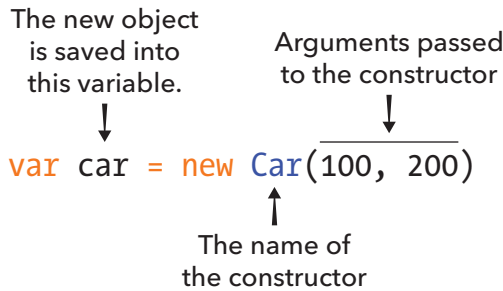 The new object
is saved into
this variable.
Arguments passed
to the constructor
var car = new Car(100, 200)
The name of
the constructor